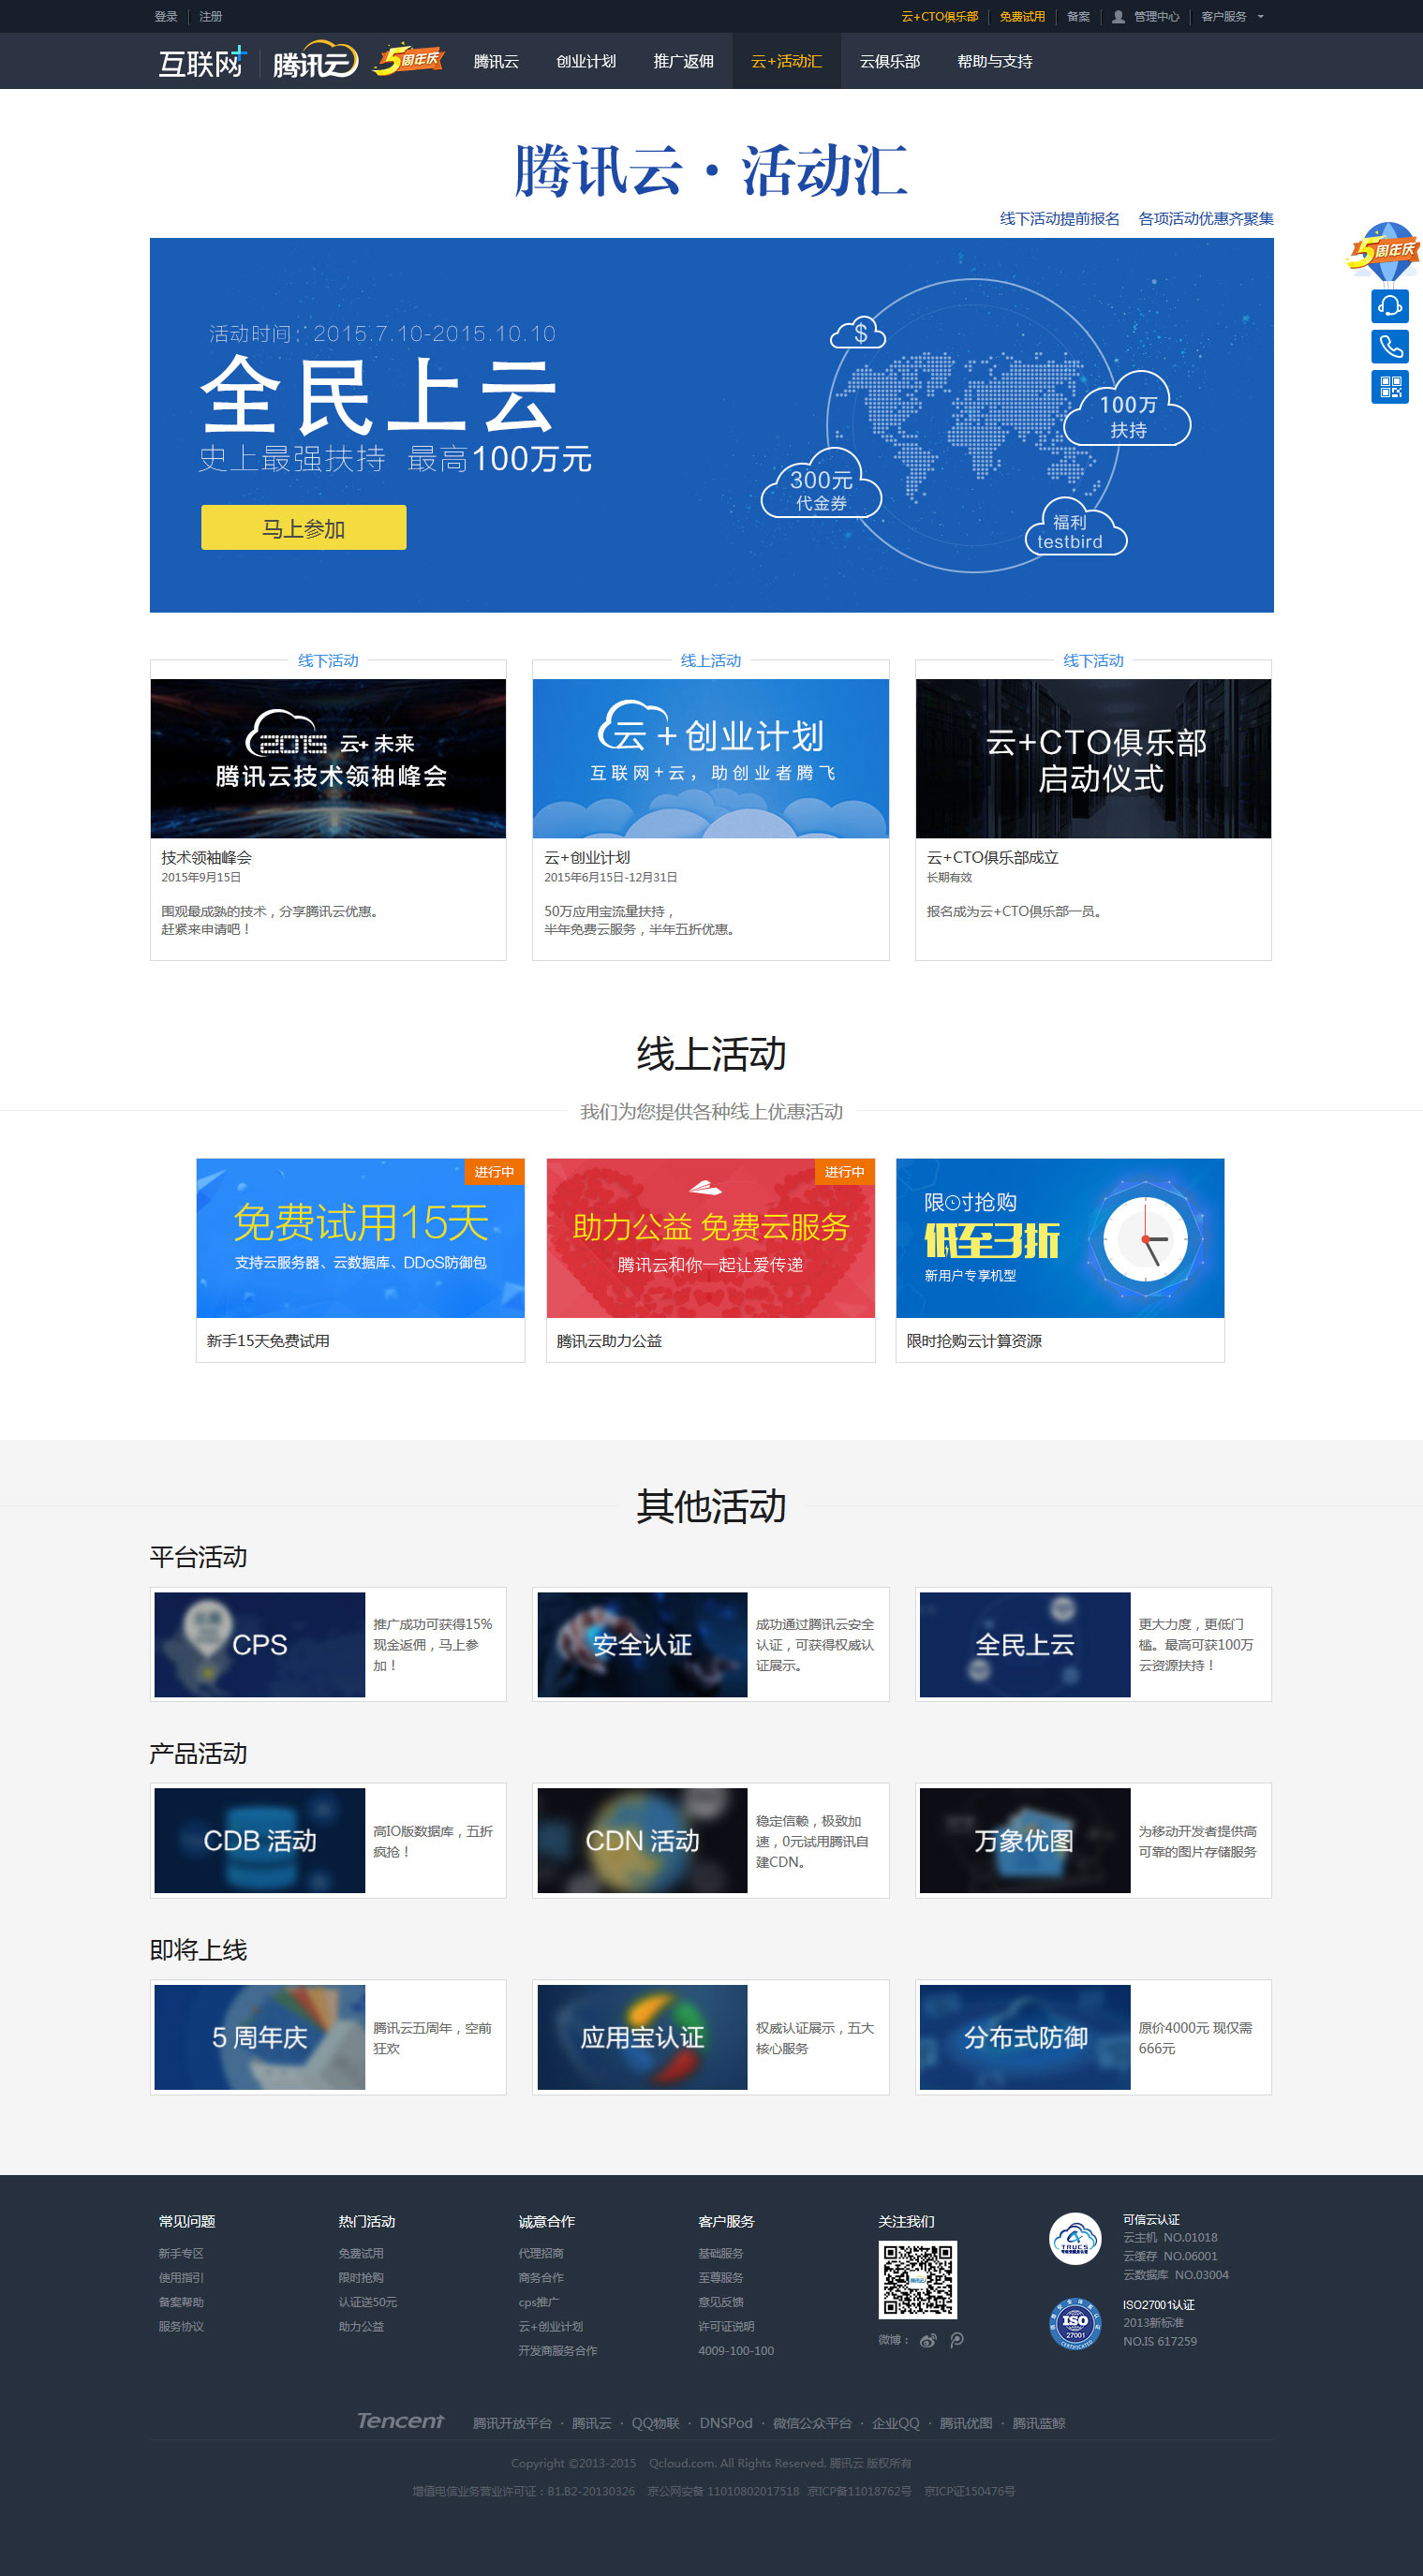 登录 注册 云+CTO俱乐部 免费试用 备案 管理中心 客户服务
互联网+ 腾讯云 5周年庆 腾讯云 创业计划 推广返佣 云+活动汇 云俱乐部 帮助与支持
腾讯云·活动汇
线下活动提前报名 各项活动优惠齐聚集
5周年庆
活动时间：2015.7.10-2015.10.10
全民上云
史上最强扶持 最高100万元
马上参加
$
100万
扶持
300元
代金券
福利
testbird
线下活动 线上活动 线下活动
2015 云+未来
腾讯云技术领袖峰会
云+创业计划
互联网+云，助创业者腾飞
云+CTO俱乐部
启动仪式
技术领袖峰会
2015年9月15日
围观最成熟的技术，分享腾讯云优惠。
赶紧来申请吧！
云+创业计划
2015年6月15日-12月31日
50万应用宝流量扶持，
半年免费云服务，半年五折优惠。
云+CTO俱乐部成立
长期有效
报名成为云+CTO俱乐部一员。
线上活动
我们为您提供各种线上优惠活动
进行中
免费试用15天
支持云服务器、云数据库、DDoS防御包
新手15天免费试用
进行中
助力公益 免费云服务
腾讯云和你一起让爱传递
腾讯云助力公益
限时抢购
低至3折
新用户专享机型
限时抢购云计算资源
其他活动
平台活动
CPS
推广成功可获得15%
现金返佣，马上参
加！
安全认证
成功通过腾讯云安全
认证，可获得权威认
证展示。
全民上云
更大力度，更低门
槛。最高可获100万
云资源扶持！
产品活动
CDB 活动
高IO版数据库，五折
疯抢！
CDN 活动
稳定信赖，极致加
速，0元试用腾讯自
建CDN。
万象优图
为移动开发者提供高
可靠的图片存储服务
即将上线
5 周年庆
腾讯云五周年，空前
狂欢
应用宝认证
权威认证展示，五大
核心服务
分布式防御
原价4000元 现仅需
666元
常见问题
新手专区
使用指引
备案帮助
服务协议
热门活动
免费试用
限时抢购
认证送50元
助力公益
诚意合作
代理招商
商务合作
cps推广
云+创业计划
开发商服务合作
客户服务
基础服务
至尊服务
意见反馈
许可证说明
4009-100-100
关注我们
微博：
TRUCS
可信云认证
云主机 NO.01018
云缓存 NO.06001
云数据库 NO.03004
ISO
27001
ISO27001认证
2013新标准
NO.IS 617259
Tencent 腾讯开放平台 · 腾讯云 · QQ物联 · DNSPod · 微信公众平台 · 企业QQ · 腾讯优图 · 腾讯蓝鲸
Copyright ©2013-2015 Qcloud.com. All Rights Reserved. 腾讯云 版权所有
增值电信业务营业许可证：B1.B2-20130326 京公网安备 11010802017518 京ICP备11018762号 京ICP证150476号